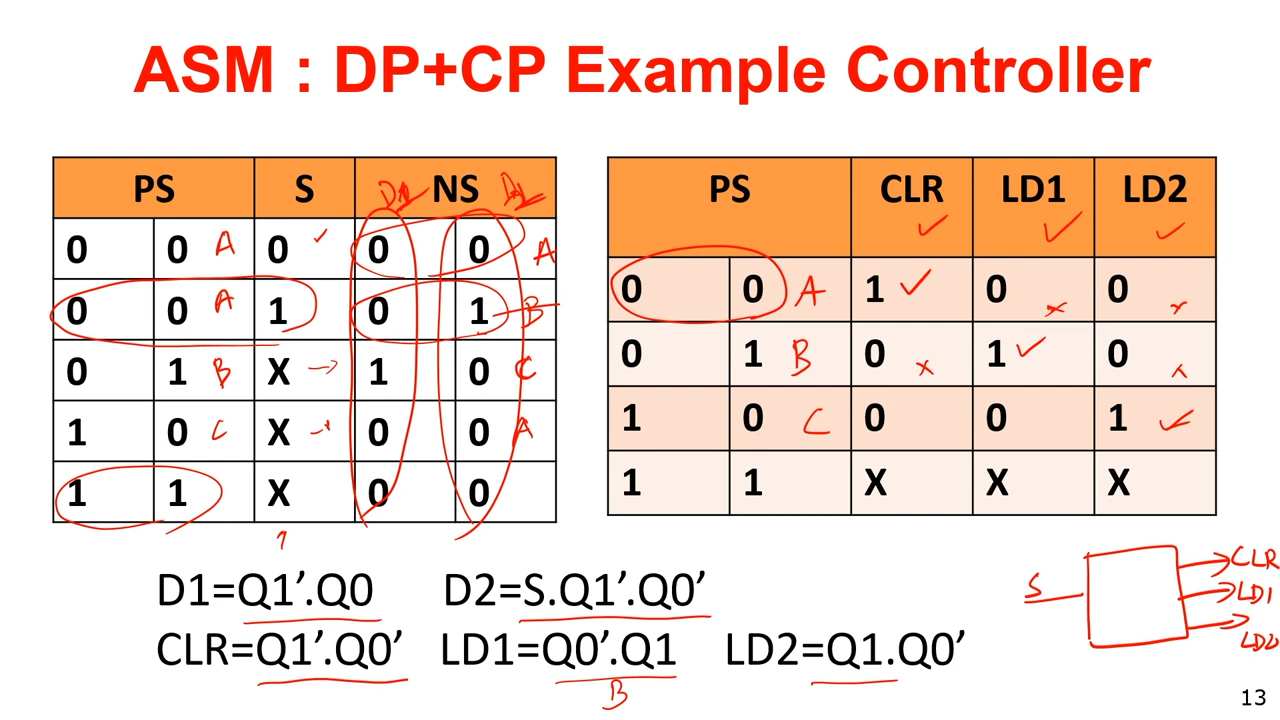 ASM : DP+CP Example Controller
PS S NS
0 0 A 0 0 0 A
0 0 A 1 0 1 B
0 1 B X 1 0 C
1 0 C X 0 0 A
1 1 X 0 0
PS CLR LD1 LD2
0 0 A 1 0 0
0 1 B 0 1 0
1 0 C 0 0 1
1 1 X X X
D1=Q1’.Q0 D2=S.Q1’.Q0’
CLR=Q1’.Q0’ LD1=Q0’.Q1 LD2=Q1.Q0’
B
S
CLR
LD1
LD2
13